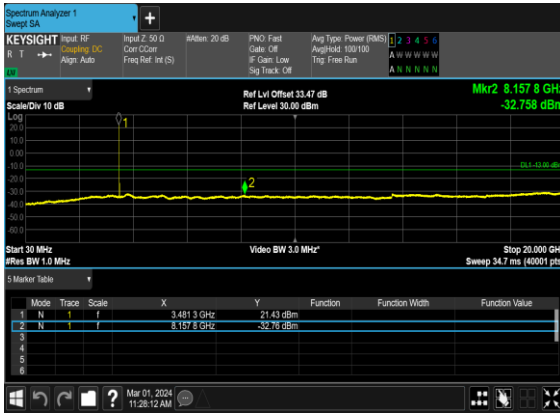 Spectrum Analyzer 1
Swept SA
KEYSIGHT Input: RF Input Z: 50 Ω #Atten: 20 dB PNO: Fast Avg Type: Power (RMS) 1 2 3 4 5 6
R T Coupling: DC Corr CCorr Gate: Off Avg|Hold: 100/100 A W W W W W
Align: Auto Freq Ref: Int (S) IF Gain: Low Trig: Free Run
Sig Track: Off A N N N N N
1 Spectrum Ref Lvl Offset 33.47 dB Mkr2 8.157 8 GHz
Scale/Div 10 dB Ref Level 30.00 dBm -32.758 dBm
Log
20.0
10.0
0.00
-10.0
DL1 -13.00 dBm
-20.0
-30.0
-40.0
-50.0
-60.0
1
2
Start 30 MHz Video BW 3.0 MHz* Stop 20.000 GH
#Res BW 1.0 MHz Sweep 34.7 ms (40001 pts
5 Marker Table
Mode Trace Scale X Y Function Function Width Function Value
1 N 1 f 3.481 3 GHz 21.43 dBm
2 N 1 f 8.157 8 GHz -32.76 dBm
3
4
5
6
? Mar 01, 2024
11:28:12 AM